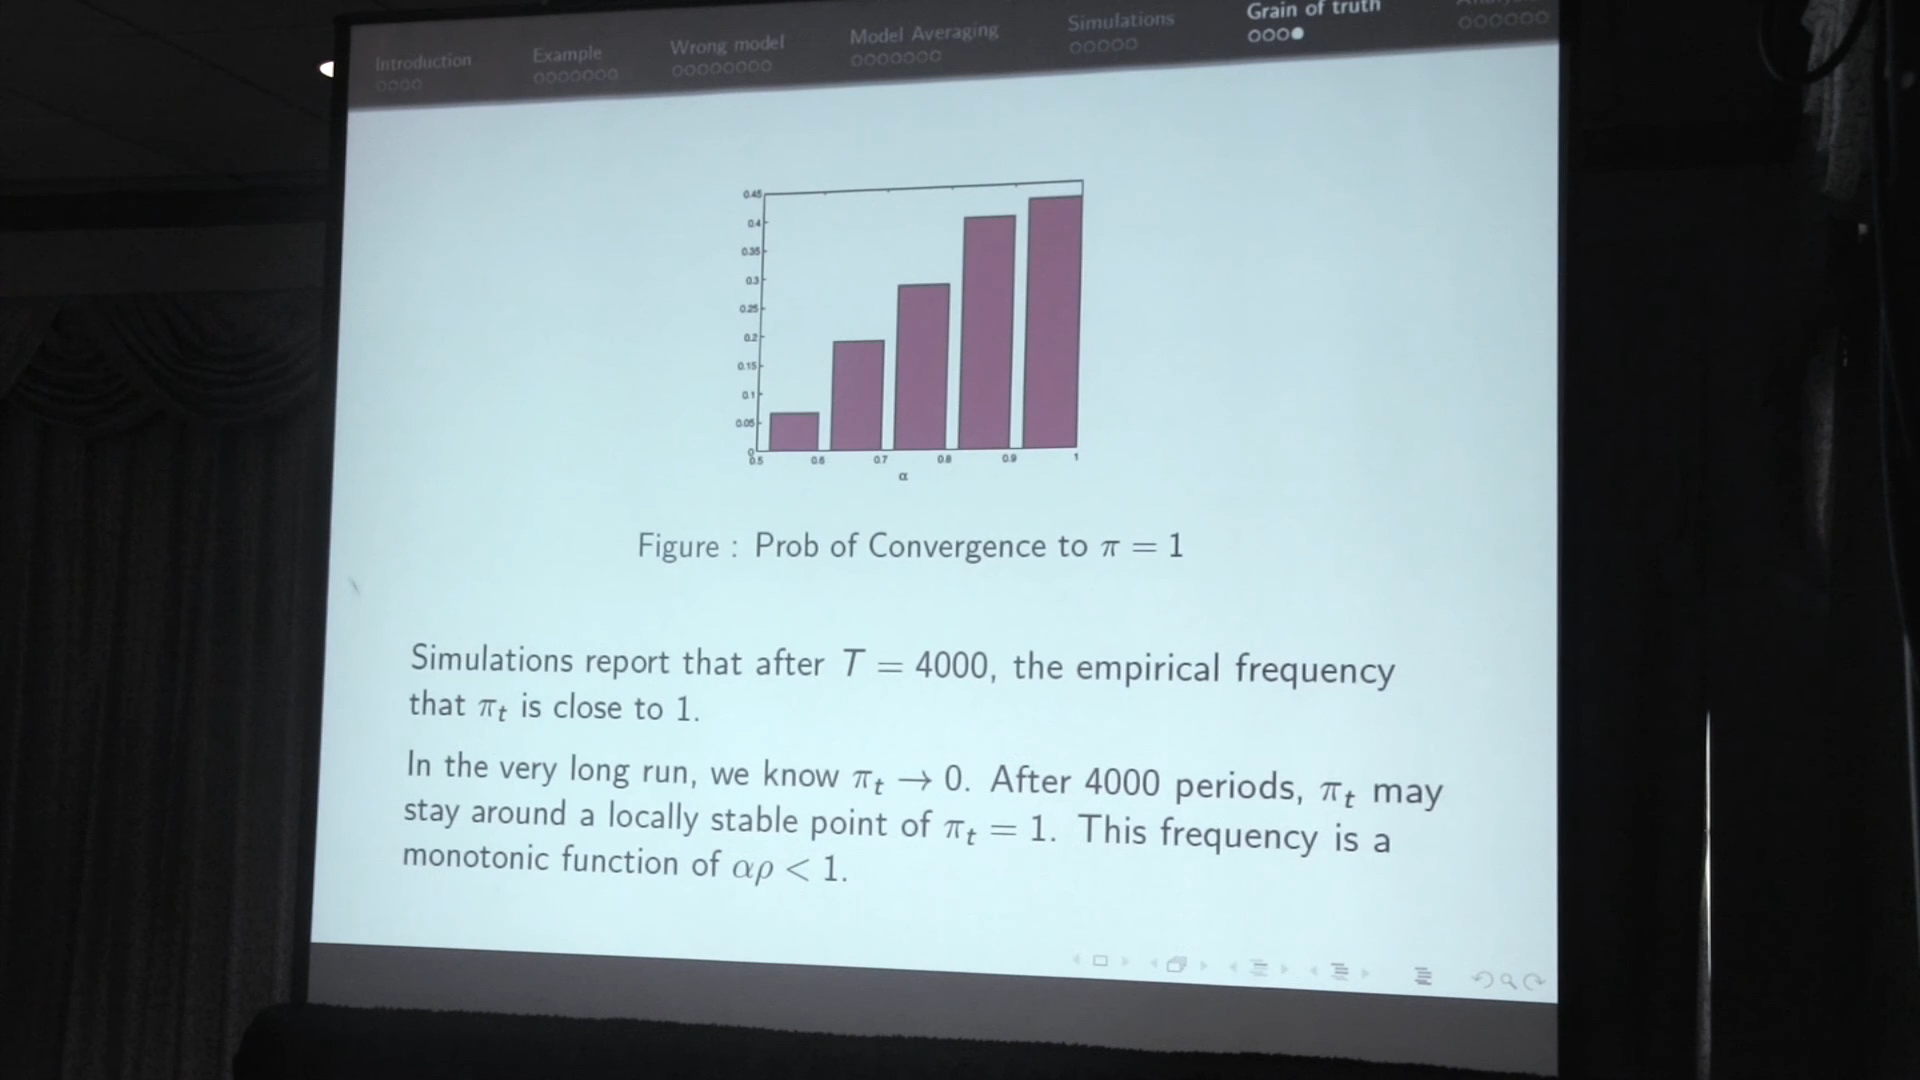 Introduction
Example
Wrong model
Model Averaging
Simulations
Grain of truth
0.45
0.4
0.35
0.3
0.25
0.2
0.15
0.1
0.05
0
0.5 0.6 0.7 0.8 0.9 1
α
Figure : Prob of Convergence to π = 1
Simulations report that after T = 4000, the empirical frequency
that πt is close to 1.
In the very long run, we know πt → 0. After 4000 periods, πt may
stay around a locally stable point of πt = 1. This frequency is a
monotonic function of αρ < 1.